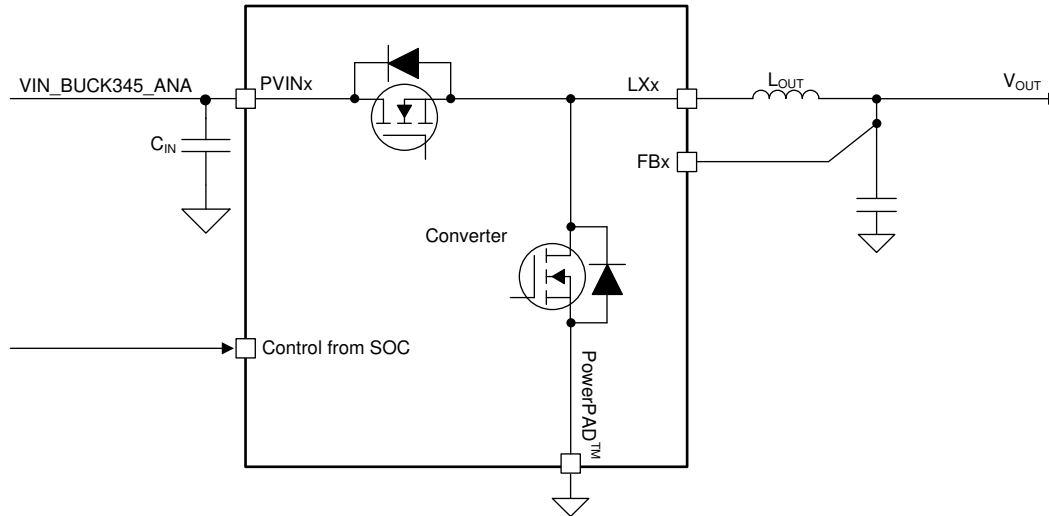 VIN_BUCK345_ANA
PVINx
LXx
LOUT
VOUT
CIN
FBx
Converter
Control from SOC
PowerPAD™